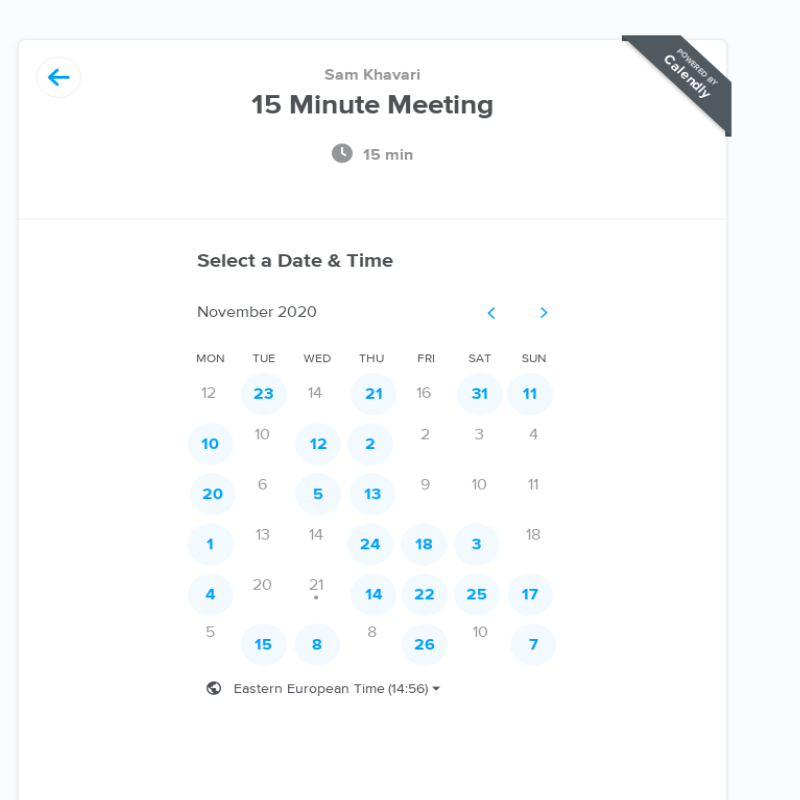 Sam Khavari
15 Minute Meeting
15 min
POWERED BY
Calendly
Select a Date & Time
November 2020
MON TUE WED THU FRI SAT SUN
12 23 14 21 16 31 11
10 10 12 2 2 3 4
20 6 5 13 9 10 11
1 13 14 24 18 3 18
4 20 21 14 22 25 17
5 15 8 8 26 10 7
Eastern European Time (14:56)